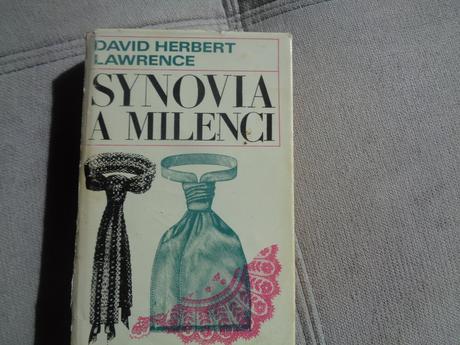 DAVID HERBERT
LAWRENCE
SYNOVIA
A MILENCI